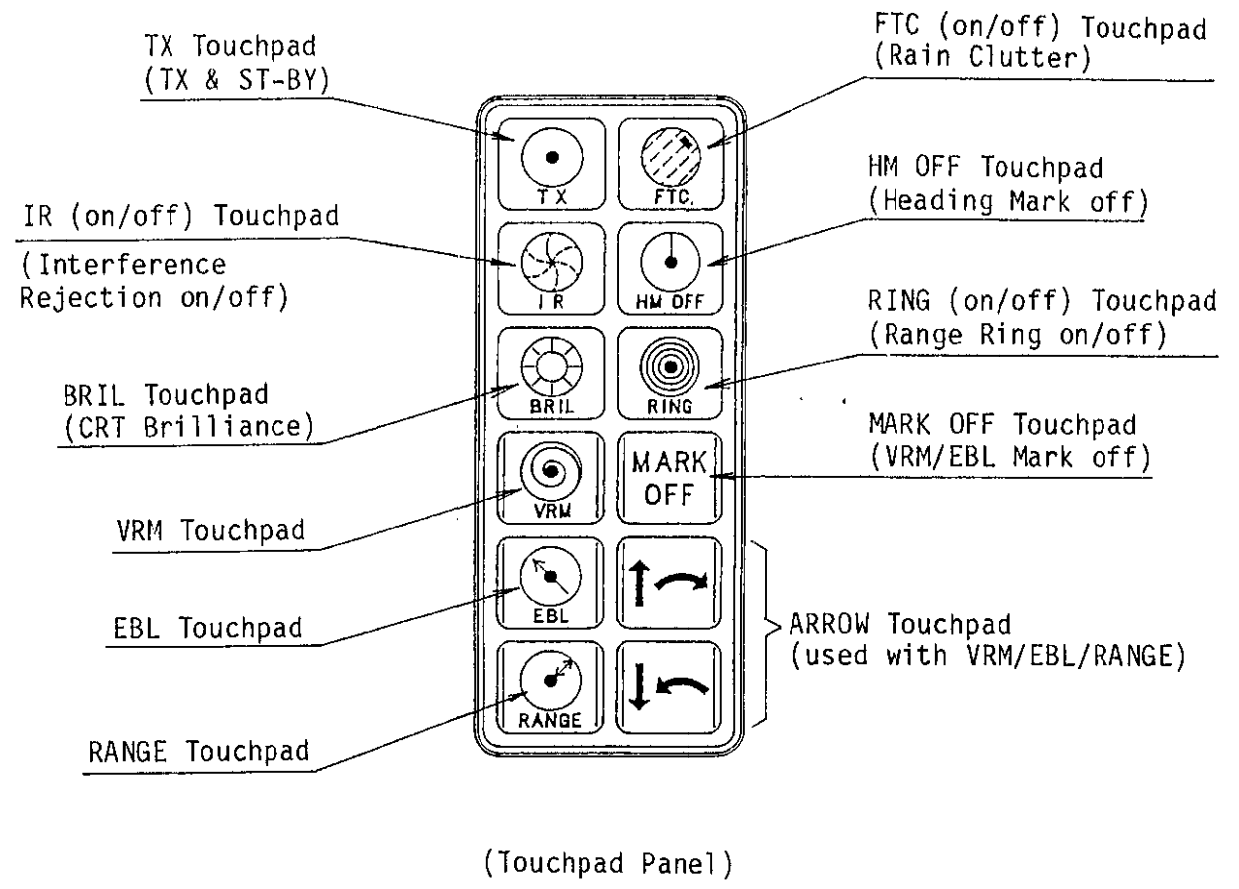 TX Touchpad
(TX & ST-BY)
FTC (on/off) Touchpad
(Rain Clutter)
IR (on/off) Touchpad
(Interference
Rejection on/off)
HM OFF Touchpad
(Heading Mark off)
BRIL Touchpad
(CRT Brilliance)
RING (on/off) Touchpad
(Range Ring on/off)
VRM Touchpad
MARK OFF Touchpad
(VRM/EBL Mark off)
EBL Touchpad
ARROW Touchpad
(used with VRM/EBL/RANGE)
RANGE Touchpad
TX
FTC.
IR
HM OFF
BRIL
RING
VRM
MARK
OFF
EBL
RANGE
(Touchpad Panel)